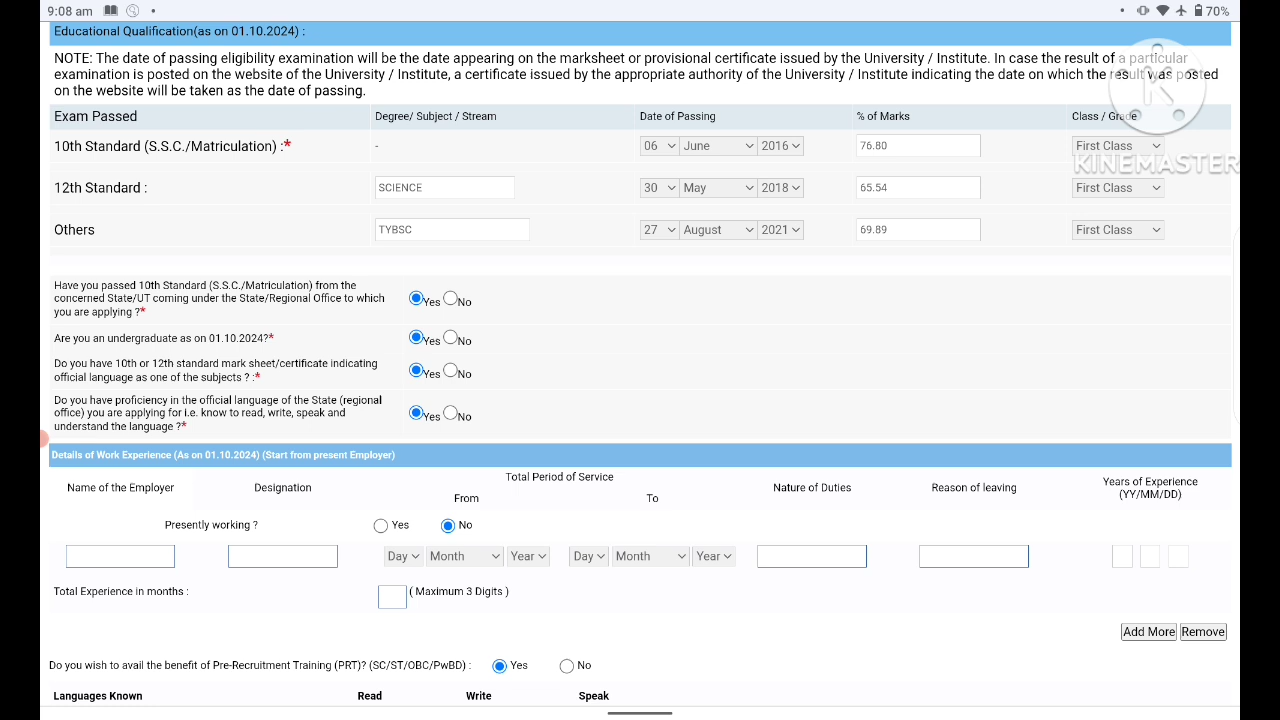 9:08 am
70%
Educational Qualification(as on 01.10.2024) :
NOTE: The date of passing eligibility examination will be the date appearing on the marksheet or provisional certificate issued by the University / Institute. In case the result of a particular
examination is posted on the website of the University / Institute, a certificate issued by the appropriate authority of the University / Institute indicating the date on which the result was posted
on the website will be taken as the date of passing.
Exam Passed Degree/ Subject / Stream Date of Passing % of Marks Class / Grade
10th Standard (S.S.C./Matriculation) :* - 06 June 2016 76.80 First Class
KINEMASTER
12th Standard : SCIENCE 30 May 2018 65.54 First Class
Others TYBSC 27 August 2021 69.89 First Class
Have you passed 10th Standard (S.S.C./Matriculation) from the
concerned State/UT coming under the State/Regional Office to which
you are applying ?* Yes No
Are you an undergraduate as on 01.10.2024?* Yes No
Do you have 10th or 12th standard mark sheet/certificate indicating
official language as one of the subjects ? :* Yes No
Do you have proficiency in the official language of the State (regional
office) you are applying for i.e. know to read, write, speak and
understand the language ?* Yes No
Details of Work Experience (As on 01.10.2024) (Start from present Employer)
Name of the Employer Designation Total Period of Service Nature of Duties Reason of leaving Years of Experience
From To (YY/MM/DD)
Presently working ? Yes No
Day Month Year Day Month Year
Total Experience in months : ( Maximum 3 Digits )
Add More Remove
Do you wish to avail the benefit of Pre-Recruitment Training (PRT)? (SC/ST/OBC/PwBD) : Yes No
Languages Known Read Write Speak